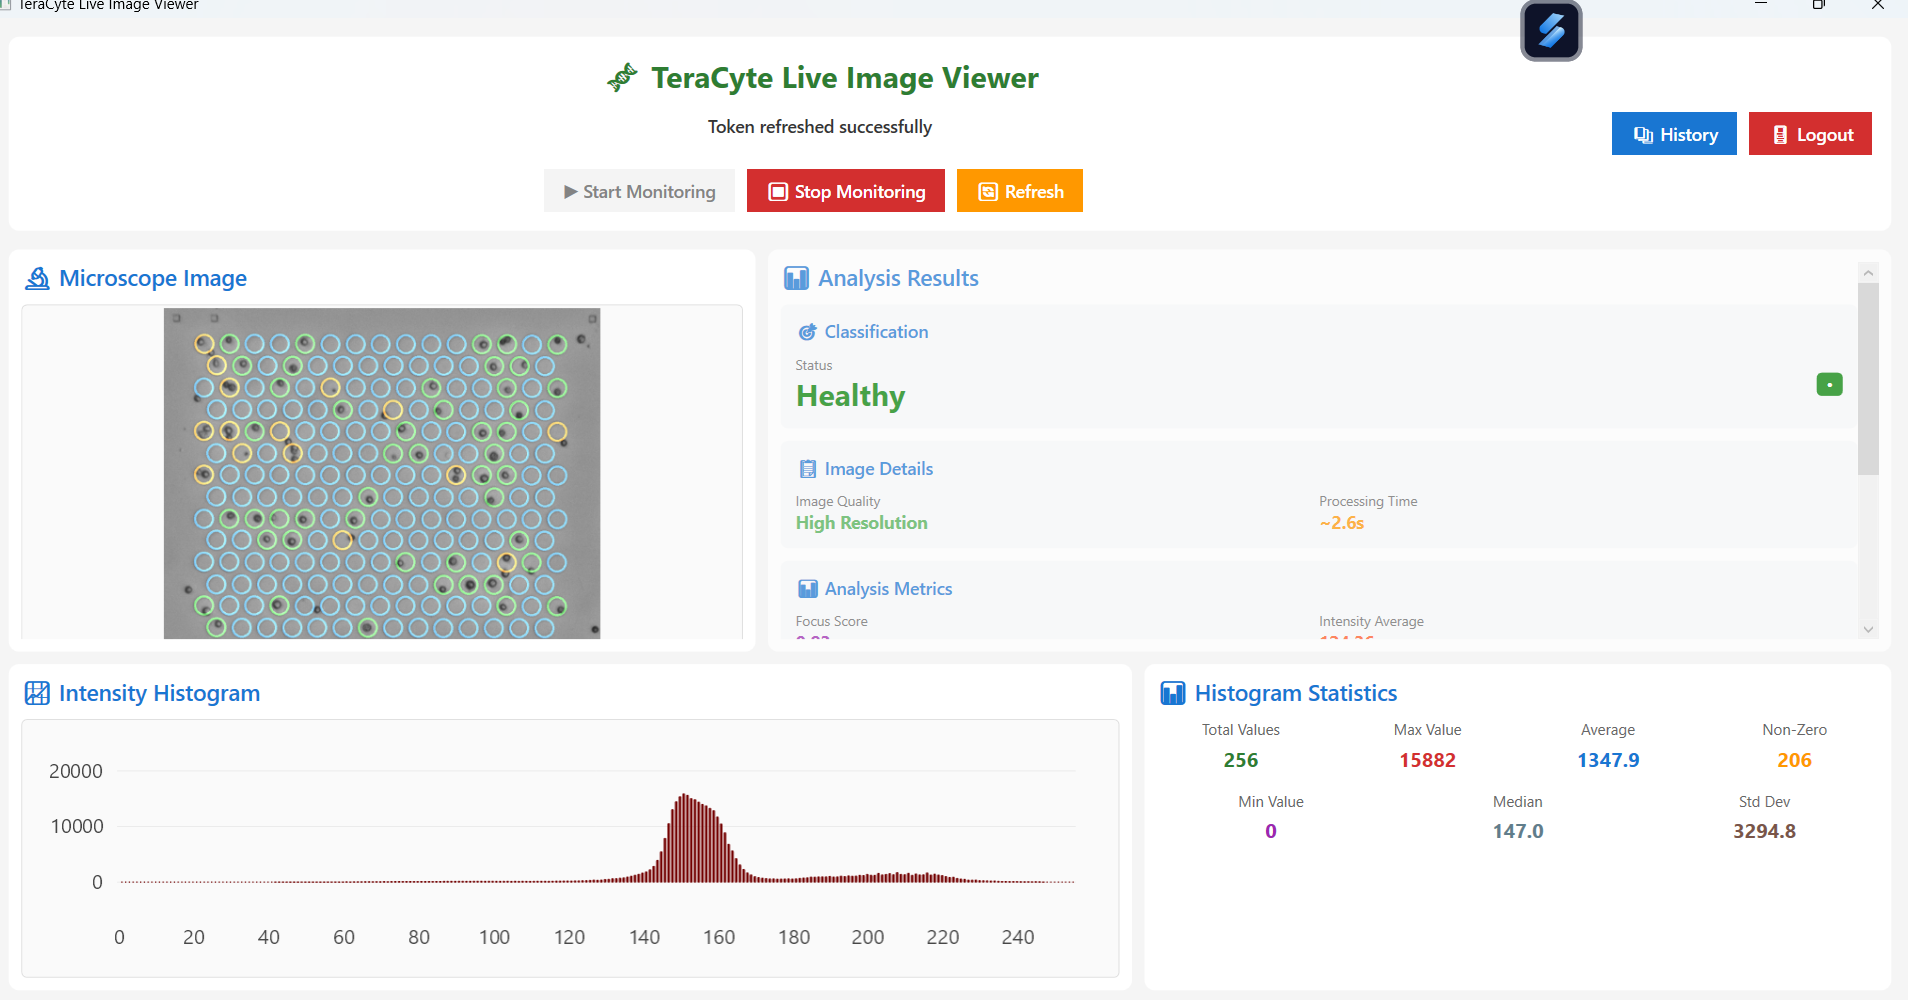 TeraCyte Live Image Viewer
TeraCyte Live Image Viewer
Token refreshed successfully
Start Monitoring
Stop Monitoring
Refresh
History
Logout
Microscope Image
Analysis Results
Classification
Status
Healthy
Image Details
Image Quality
Processing Time
High Resolution
~2.6s
Analysis Metrics
Focus Score
Intensity Average
Intensity Histogram
20000
10000
0
0 20 40 60 80 100 120 140 160 180 200 220 240
Histogram Statistics
Total Values Max Value Average Non-Zero
256 15882 1347.9 206
Min Value Median Std Dev
0 147.0 3294.8